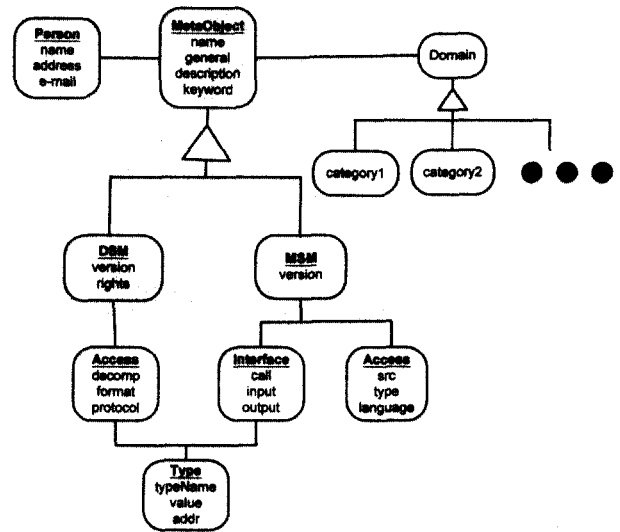 Person
name
address
e-mail
MetaObject
name
general
description
keyword
Domain
category1
category2
DSM
version
rights
MSM
version
Access
decomp
format
protocol
Interface
call
input
output
Access
src
type
language
Type
typeName
value
addr